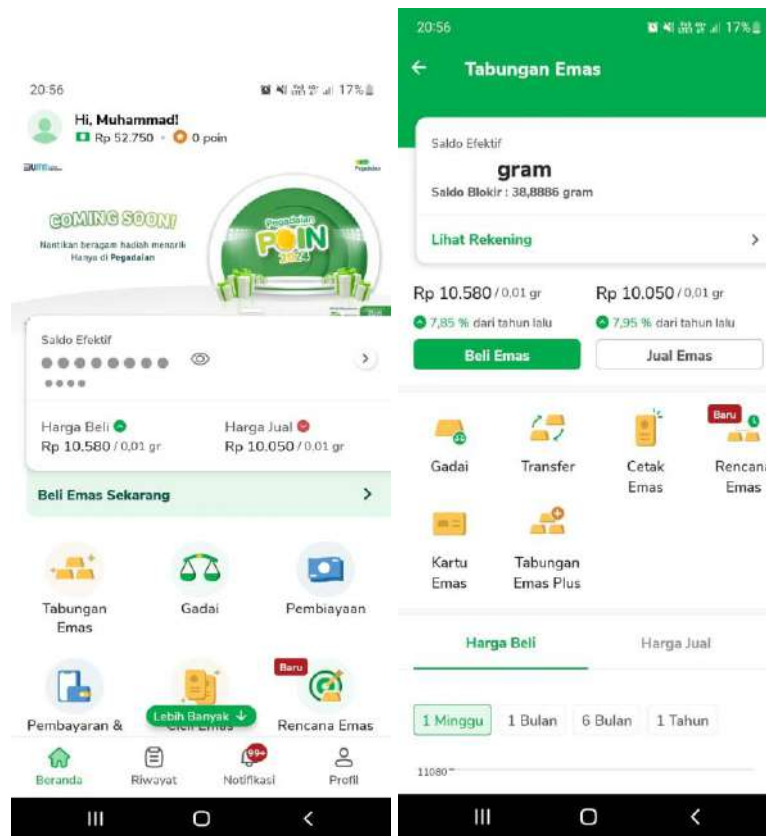 20:56
17%
Hi, Muhammad!
Rp 52.750 • 0 poin
Pegadaian
COMING SOON!
Nantikan beragam hadiah menarik
Hanya di Pegadaian
Pegadaian
POIN
2024
Saldo Efektif
Harga Beli
Harga Jual
Rp 10.580 / 0,01 gr
Rp 10.050 / 0,01 gr
Beli Emas Sekarang
Tabungan
Emas
Gadai
Pembiayaan
Baru
Pembayaran &
Cicil Emas
Rencana Emas
Lebih Banyak
99+
Beranda
Riwayat
Notifikasi
Profil
20:56
17%
Tabungan Emas
Saldo Efektif
gram
Saldo Blokir : 38,8886 gram
Lihat Rekening
Rp 10.580 / 0,01 gr
Rp 10.050 / 0,01 gr
7,85 % dari tahun lalu
7,95 % dari tahun lalu
Beli Emas
Jual Emas
Baru
Gadai
Transfer
Cetak
Emas
Rencana
Emas
Kartu
Emas
Tabungan
Emas Plus
Harga Beli
Harga Jual
1 Minggu
1 Bulan
6 Bulan
1 Tahun
11080